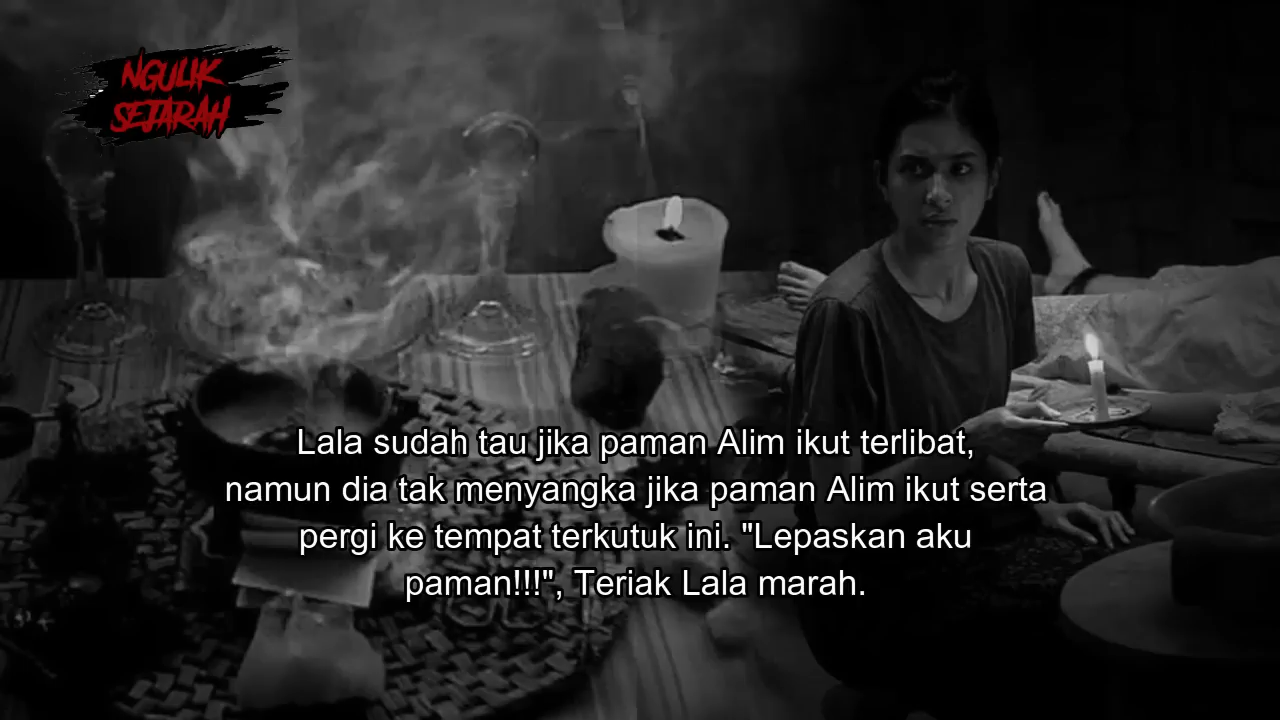 NGULIK
SEJARAH
Lala sudah tau jika paman Alim ikut terlibat,
namun dia tak menyangka jika paman Alim ikut serta
pergi ke tempat terkutuk ini. "Lepaskan aku
paman!!!", Teriak Lala marah.